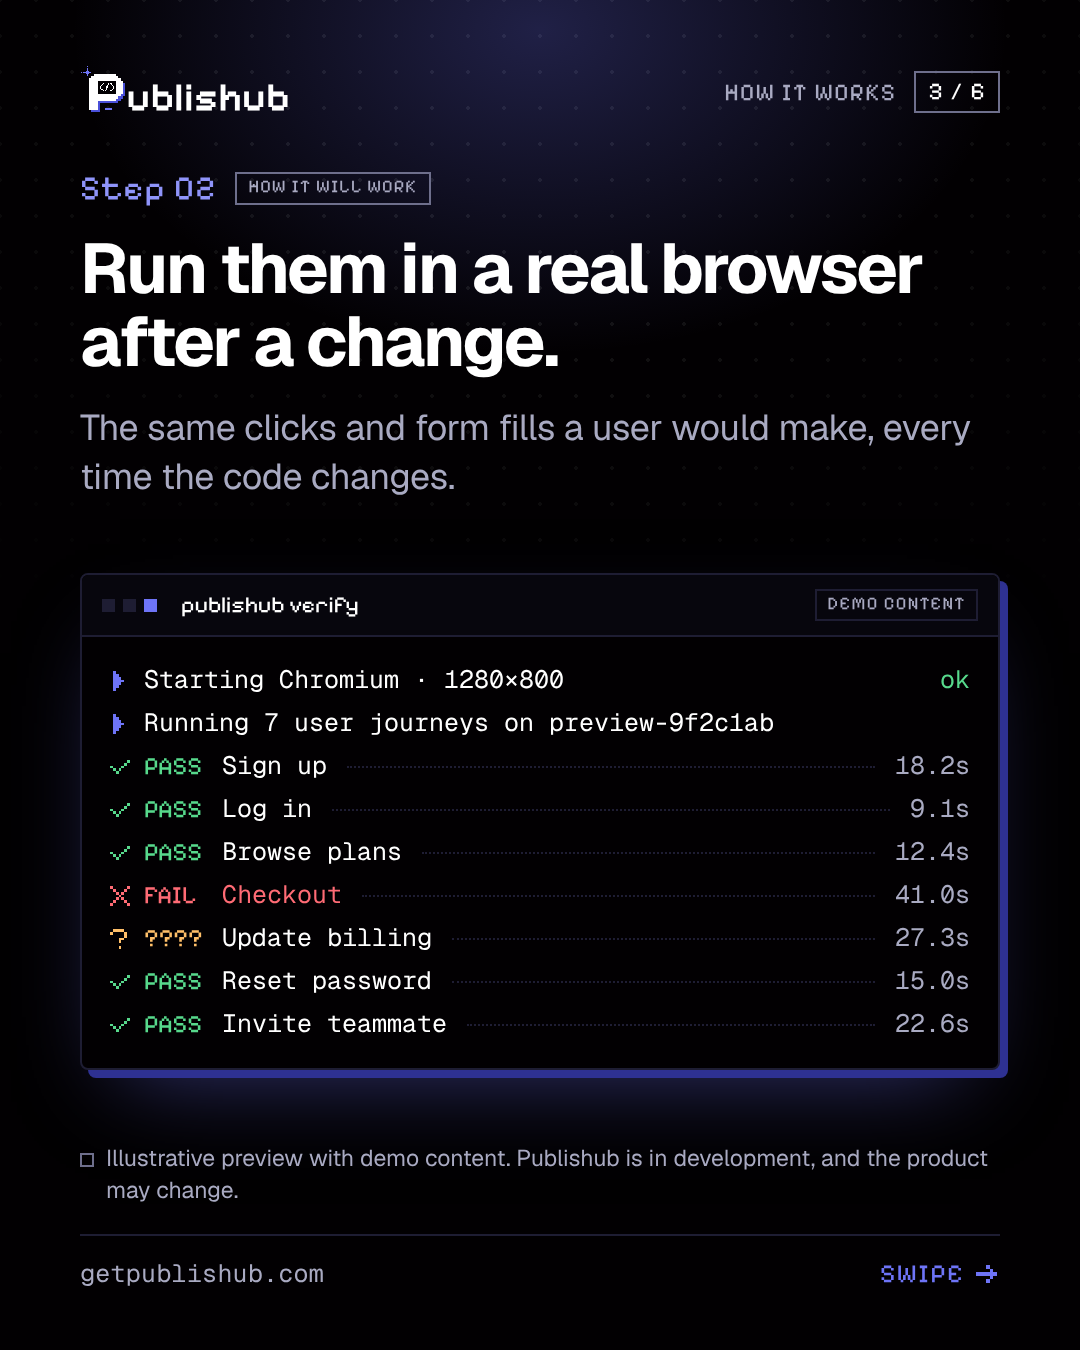 Publishub
HOW IT WORKS 3 / 6
Step 02 HOW IT WILL WORK
Run them in a real browser
after a change.
The same clicks and form fills a user would make, every
time the code changes.
publishub verify DEMO CONTENT
Starting Chromium · 1280×800 ok
Running 7 user journeys on preview-9f2c1ab
PASS Sign up 18.2s
PASS Log in 9.1s
PASS Browse plans 12.4s
FAIL Checkout 41.0s
? ???? Update billing 27.3s
PASS Reset password 15.0s
PASS Invite teammate 22.6s
Illustrative preview with demo content. Publishub is in development, and the product
may change.
getpublishub.com SWIPE →